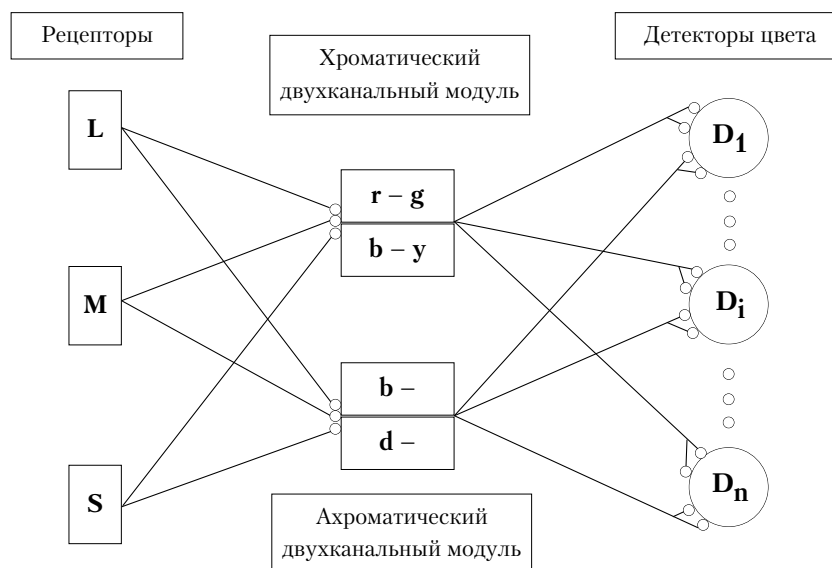 Рецепторы
Хроматический
двухканальный модуль
Детекторы цвета
L
M
S
r – g
b – y
b –
d –
D1
Di
Dn
Ахроматический
двухканальный модуль